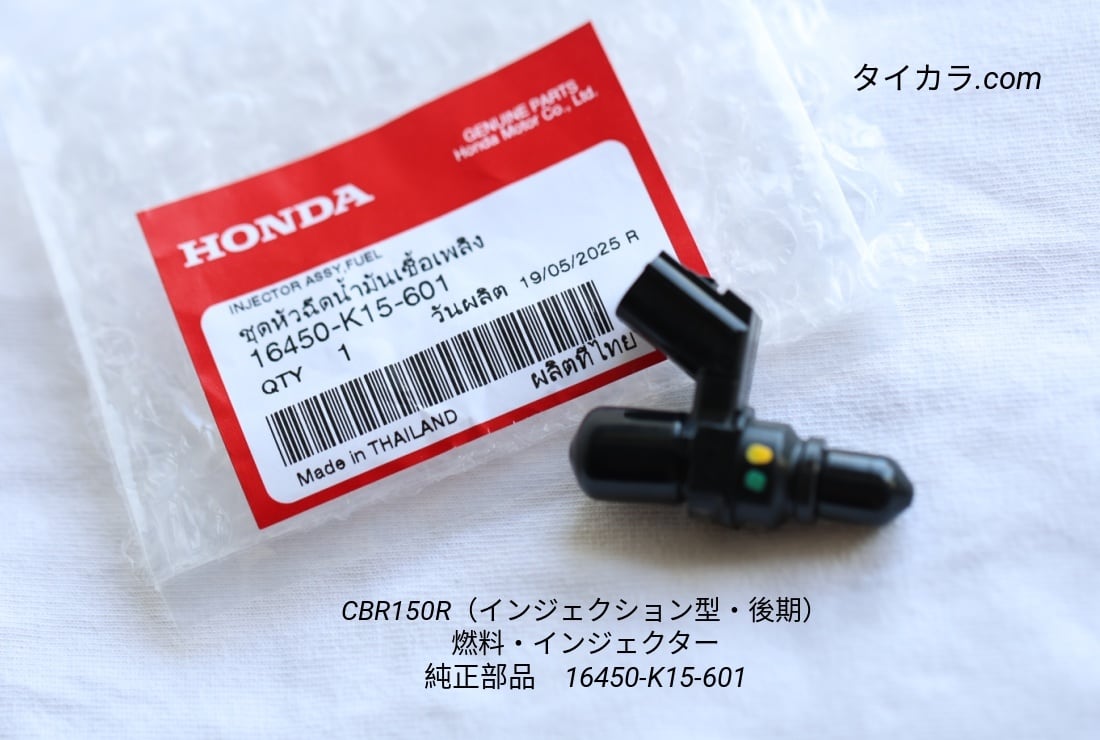 タイカラ.com
GENUINE PARTS
Honda Motor Co., Ltd.
HONDA
INJECTOR ASSY,FUEL
ชุดหัวฉีดน้ำมันเชื้อเพลิง
16450-K15-601
วันผลิต 19/05/2025 R
QTY 1
ผลิตที่ไทย
Made in THAILAND
CBR150R（インジェクション型・後期）
燃料・インジェクター
純正部品　16450-K15-601